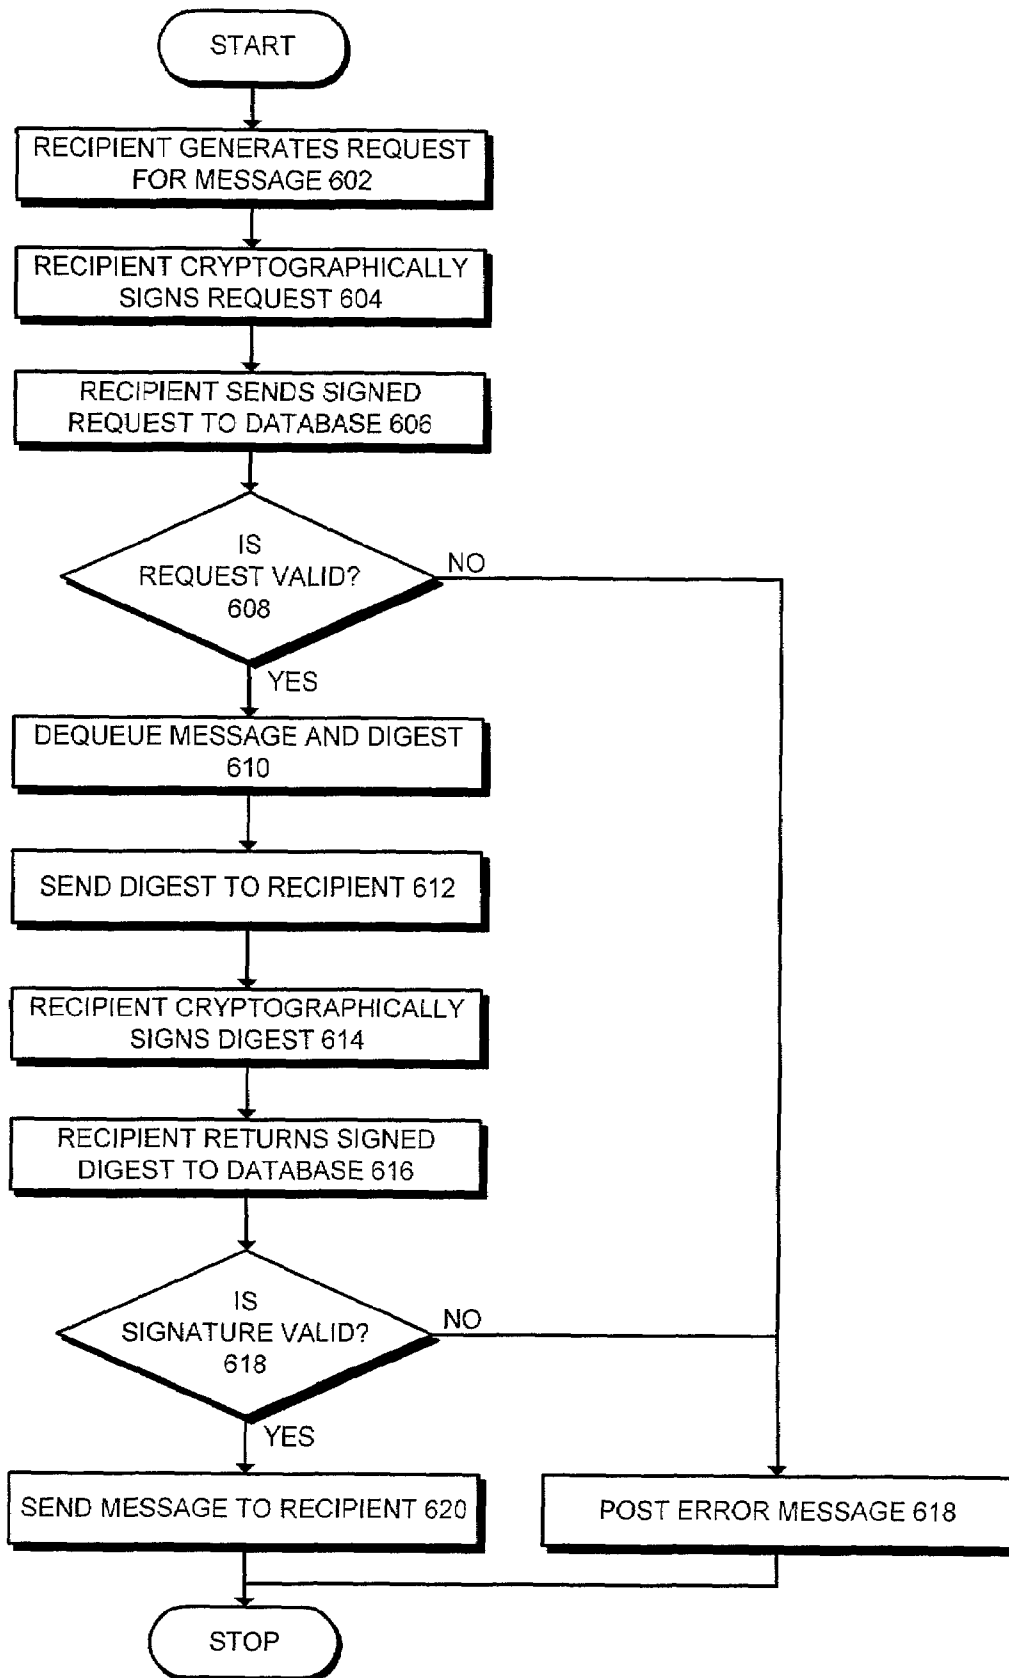 START
RECIPIENT GENERATES REQUEST
FOR MESSAGE 602
RECIPIENT CRYPTOGRAPHICALLY
SIGNS REQUEST 604
RECIPIENT SENDS SIGNED
REQUEST TO DATABASE 606
IS
REQUEST VALID?
608
NO
YES
DEQUEUE MESSAGE AND DIGEST
610
SEND DIGEST TO RECIPIENT 612
RECIPIENT CRYPTOGRAPHICALLY
SIGNS DIGEST 614
RECIPIENT RETURNS SIGNED
DIGEST TO DATABASE 616
IS
SIGNATURE VALID?
618
NO
YES
SEND MESSAGE TO RECIPIENT 620
POST ERROR MESSAGE 618
STOP